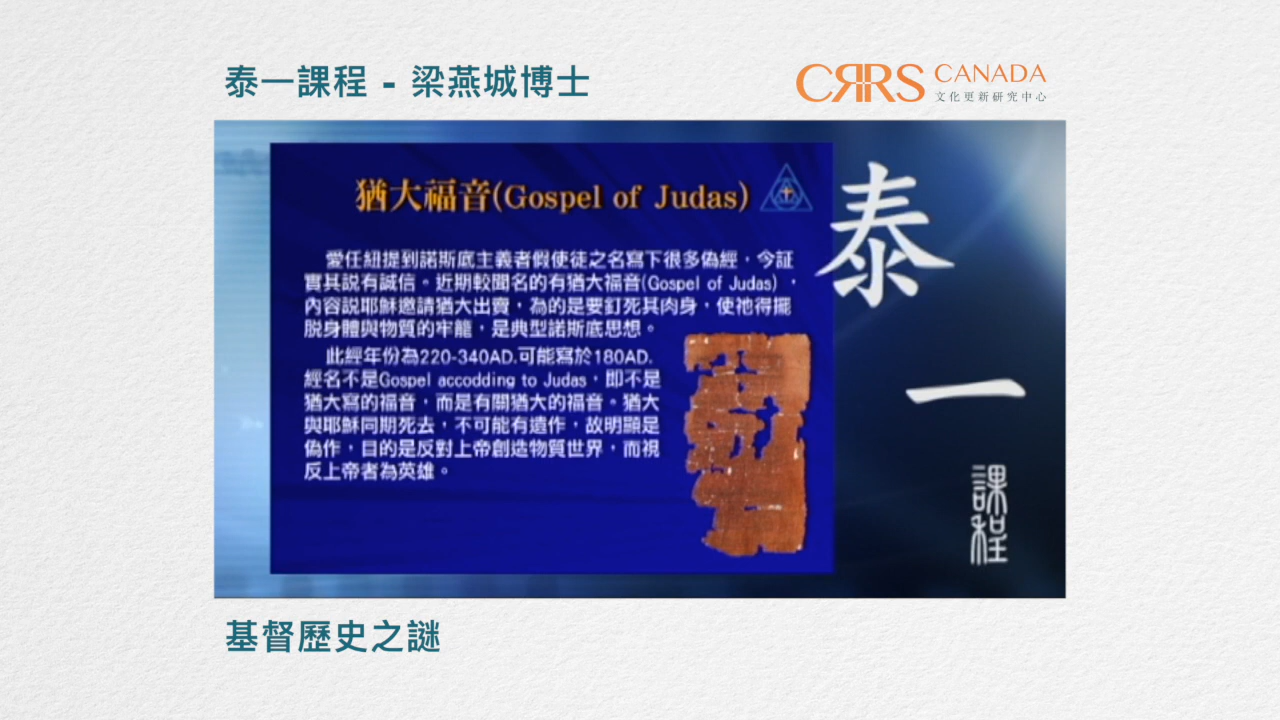 泰一課程 - 梁燕城博士
CRRS CANADA
文化更新研究中心
猶大福音(Gospel of Judas)
愛任紐提到諾斯底主義者假使徒之名寫下很多偽經，今証
實其說有誠信。近期較聞名的有猶大福音(Gospel of Judas)，
內容說耶穌邀請猶大出賣，為的是要釘死其肉身，使祂得擺
脫身體與物質的牢籠，是典型諾斯底思想。
此經年份為220-340AD.可能寫於180AD.
經名不是Gospel accodding to Judas，即不是
猶大寫的福音，而是有關猶大的福音。猶大
與耶穌同期死去，不可能有遺作，故明顯是
偽作，目的是反對上帝創造物質世界，而視
反上帝者為英雄。
泰一
課程
基督歷史之謎